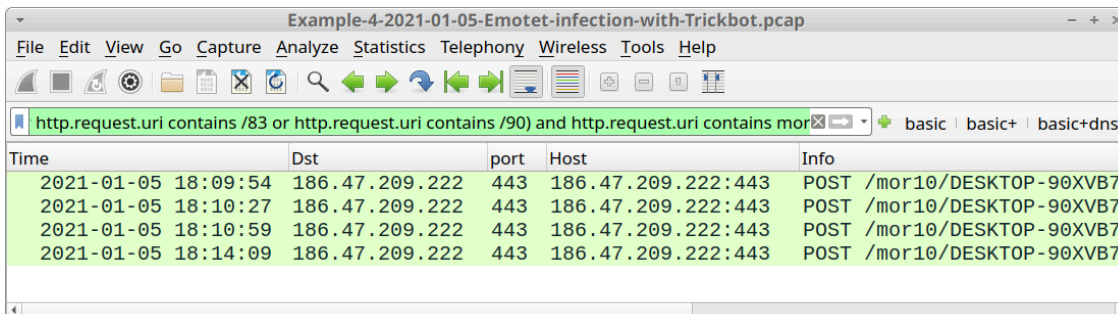 Example-4-2021-01-05-Emotet-infection-with-Trickbot.pcap
File Edit View Go Capture Analyze Statistics Telephony Wireless Tools Help
http.request.uri contains /83 or http.request.uri contains /90) and http.request.uri contains mor basic basic+ basic+dns
Time Dst port Host Info
2021-01-05 18:09:54 186.47.209.222 443 186.47.209.222:443 POST /mor10/DESKTOP-90XVB7
2021-01-05 18:10:27 186.47.209.222 443 186.47.209.222:443 POST /mor10/DESKTOP-90XVB7
2021-01-05 18:10:59 186.47.209.222 443 186.47.209.222:443 POST /mor10/DESKTOP-90XVB7
2021-01-05 18:14:09 186.47.209.222 443 186.47.209.222:443 POST /mor10/DESKTOP-90XVB7